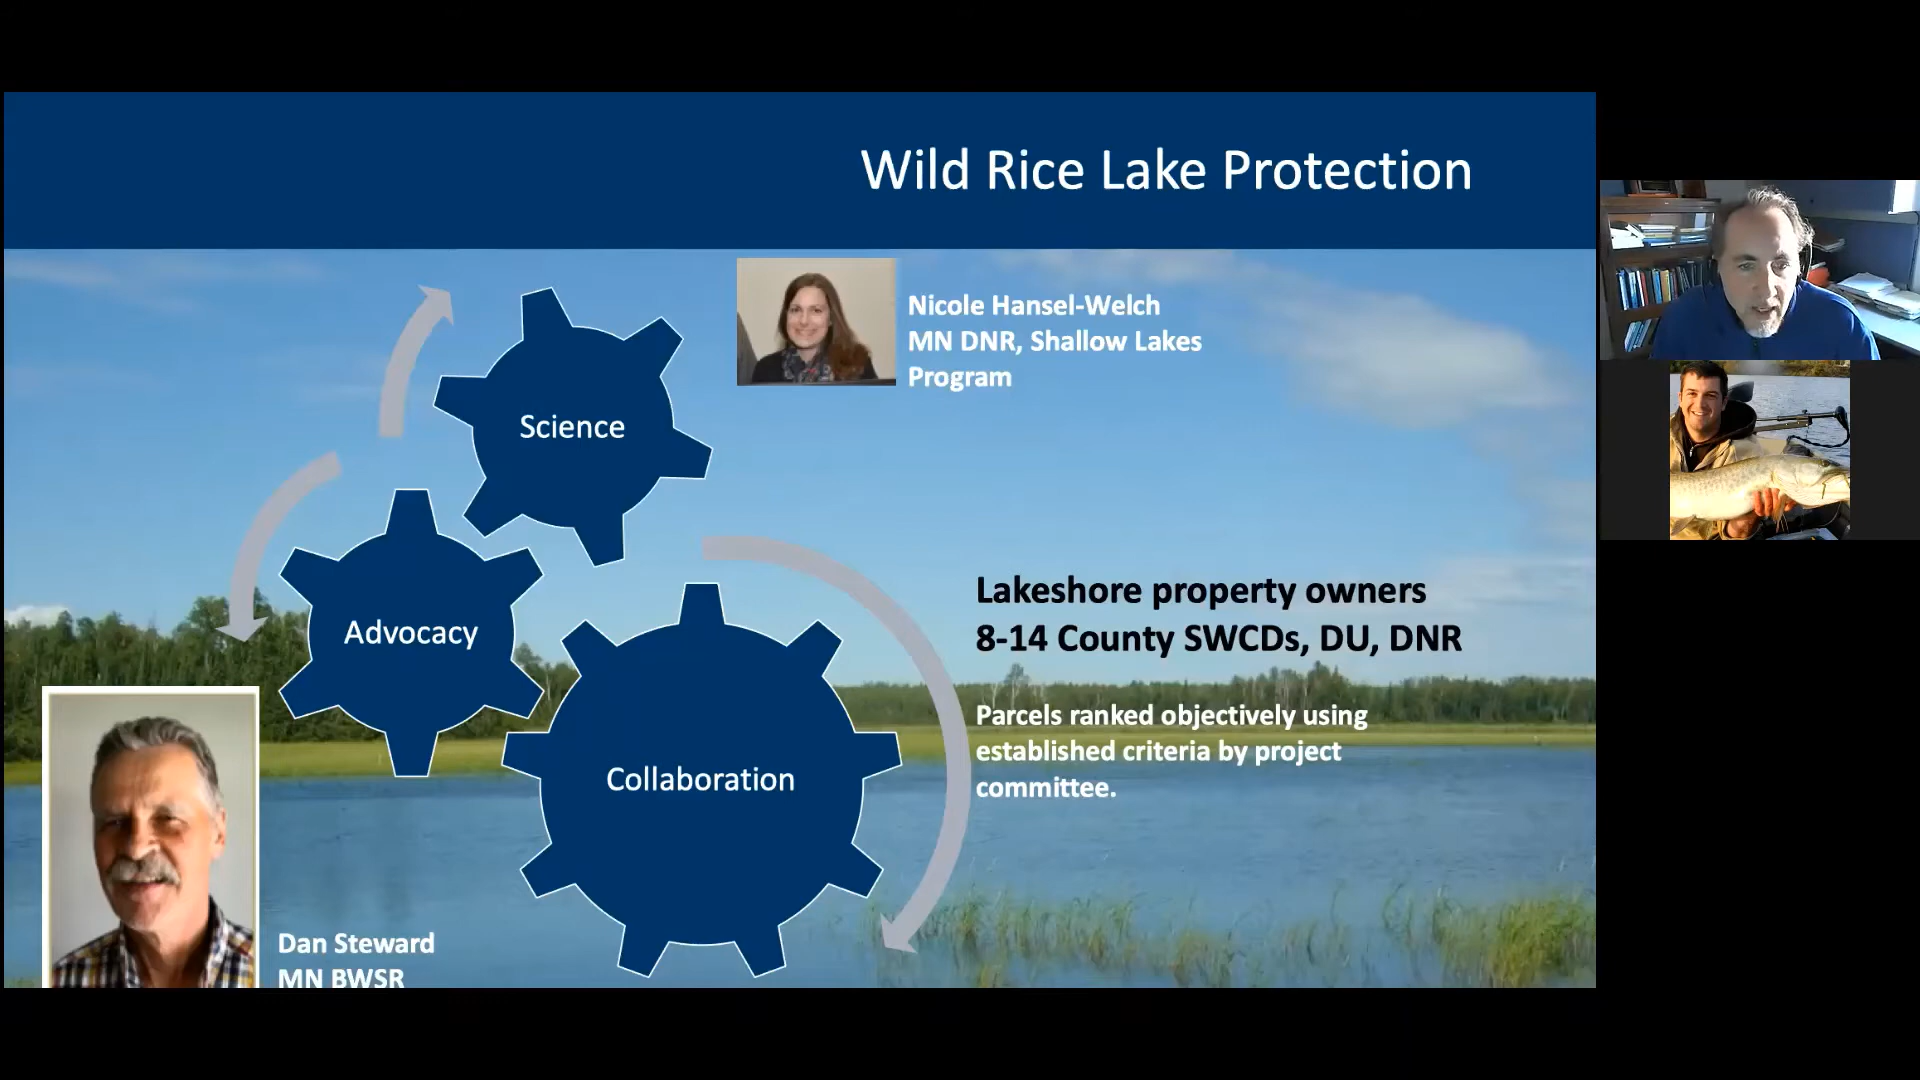 Wild Rice Lake Protection
Nicole Hansel-Welch
MN DNR, Shallow Lakes
Program
Science
Advocacy
Collaboration
Lakeshore property owners
8-14 County SWCDs, DU, DNR
Parcels ranked objectively using
established criteria by project
committee.
Dan Steward
MN BWSR